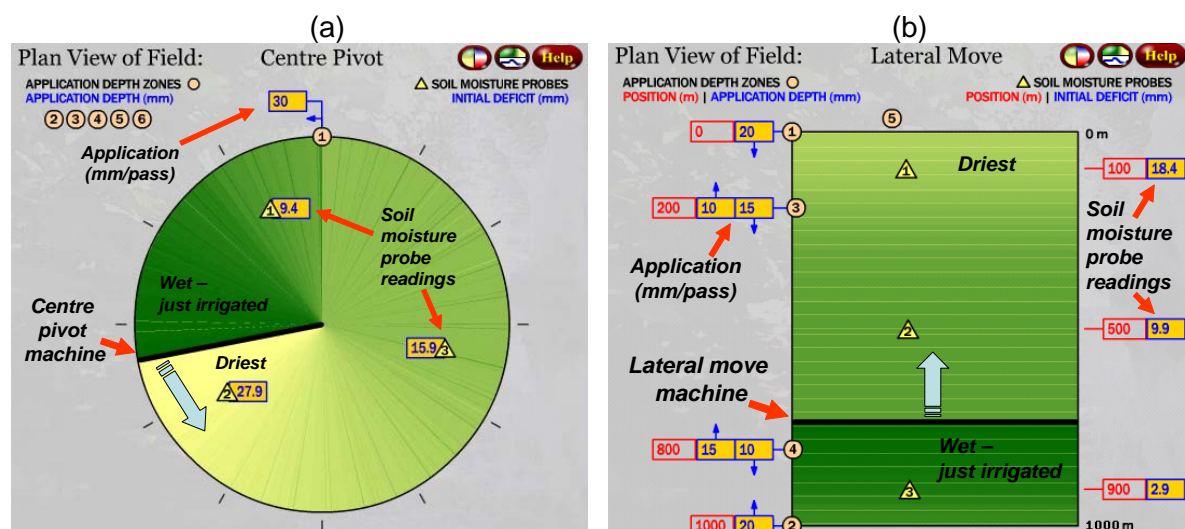 (a)
Plan View of Field: Centre Pivot
Help
APPLICATION DEPTH ZONES
APPLICATION DEPTH (mm)
SOIL MOISTURE PROBES
INITIAL DEFICIT (mm)
2 3 4 5 6
30
1
Application
(mm/pass)
1 9.4
Soil
moisture
probe
readings
Wet –
just irrigated
Centre
pivot
machine
15.9 3
Driest
2 27.9
(b)
Plan View of Field: Lateral Move
Help
APPLICATION DEPTH ZONES
POSITION (m) | APPLICATION DEPTH (mm)
SOIL MOISTURE PROBES
POSITION (m) | INITIAL DEFICIT (mm)
5
0 20 1
0 m
1
Driest
100 18.4
200 10 15 3
Application
(mm/pass)
Soil
moisture
probe
readings
2
500 9.9
Lateral move
machine
800 15 10 4
Wet –
just irrigated
3
900 2.9
1000 20 2
1000 m